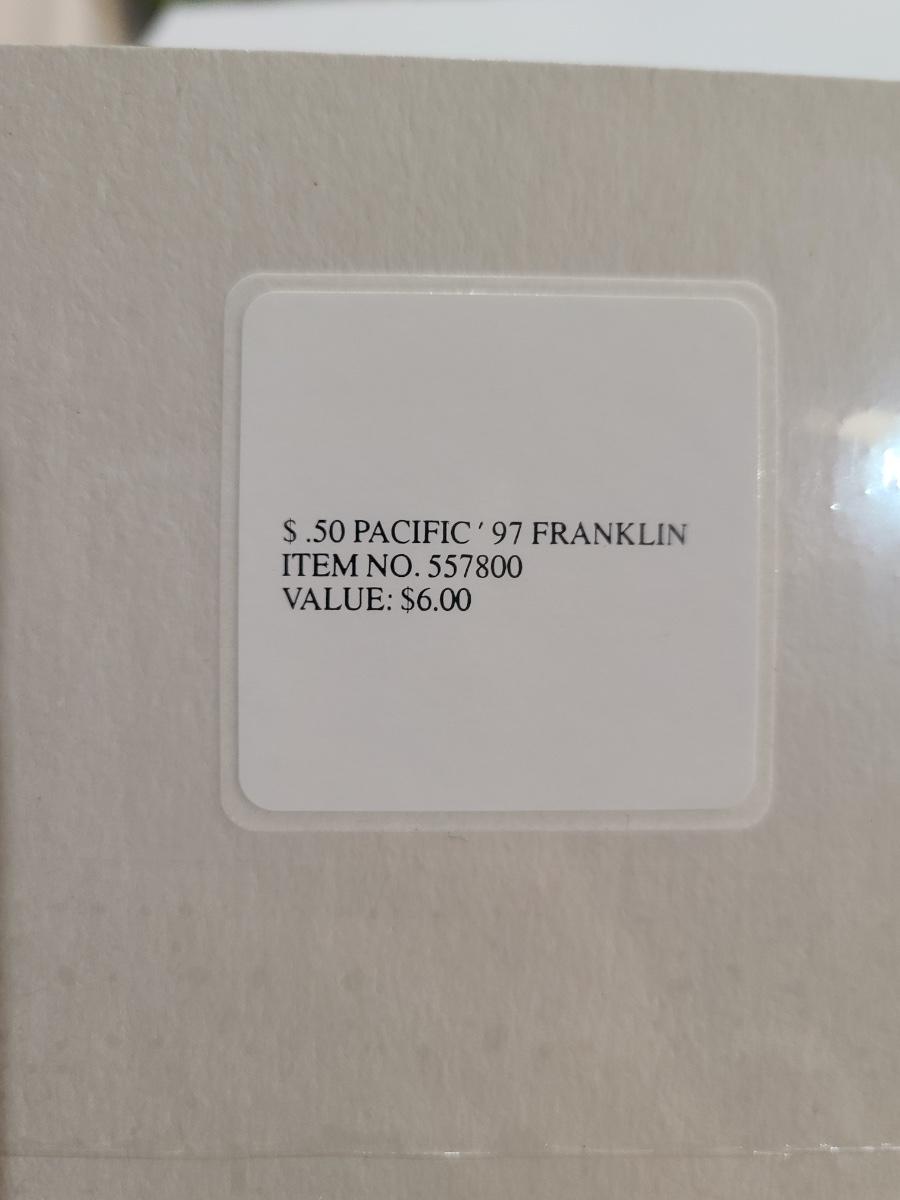 $ .50 PACIFIC ' 97 FRANKLIN
ITEM NO. 557800
VALUE: $6.00